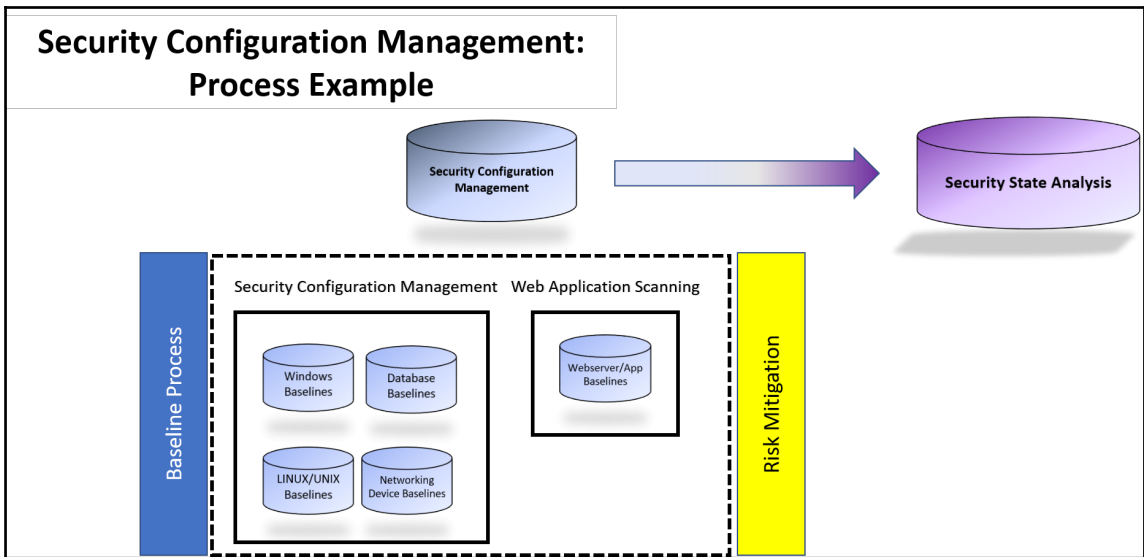 Security Configuration Management:
Process Example
Security Configuration
Management
Security State Analysis
Baseline Process
Security Configuration Management
Web Application Scanning
Windows
Baselines
Database
Baselines
LINUX/UNIX
Baselines
Networking
Device Baselines
Webserver/App
Baselines
Risk Mitigation